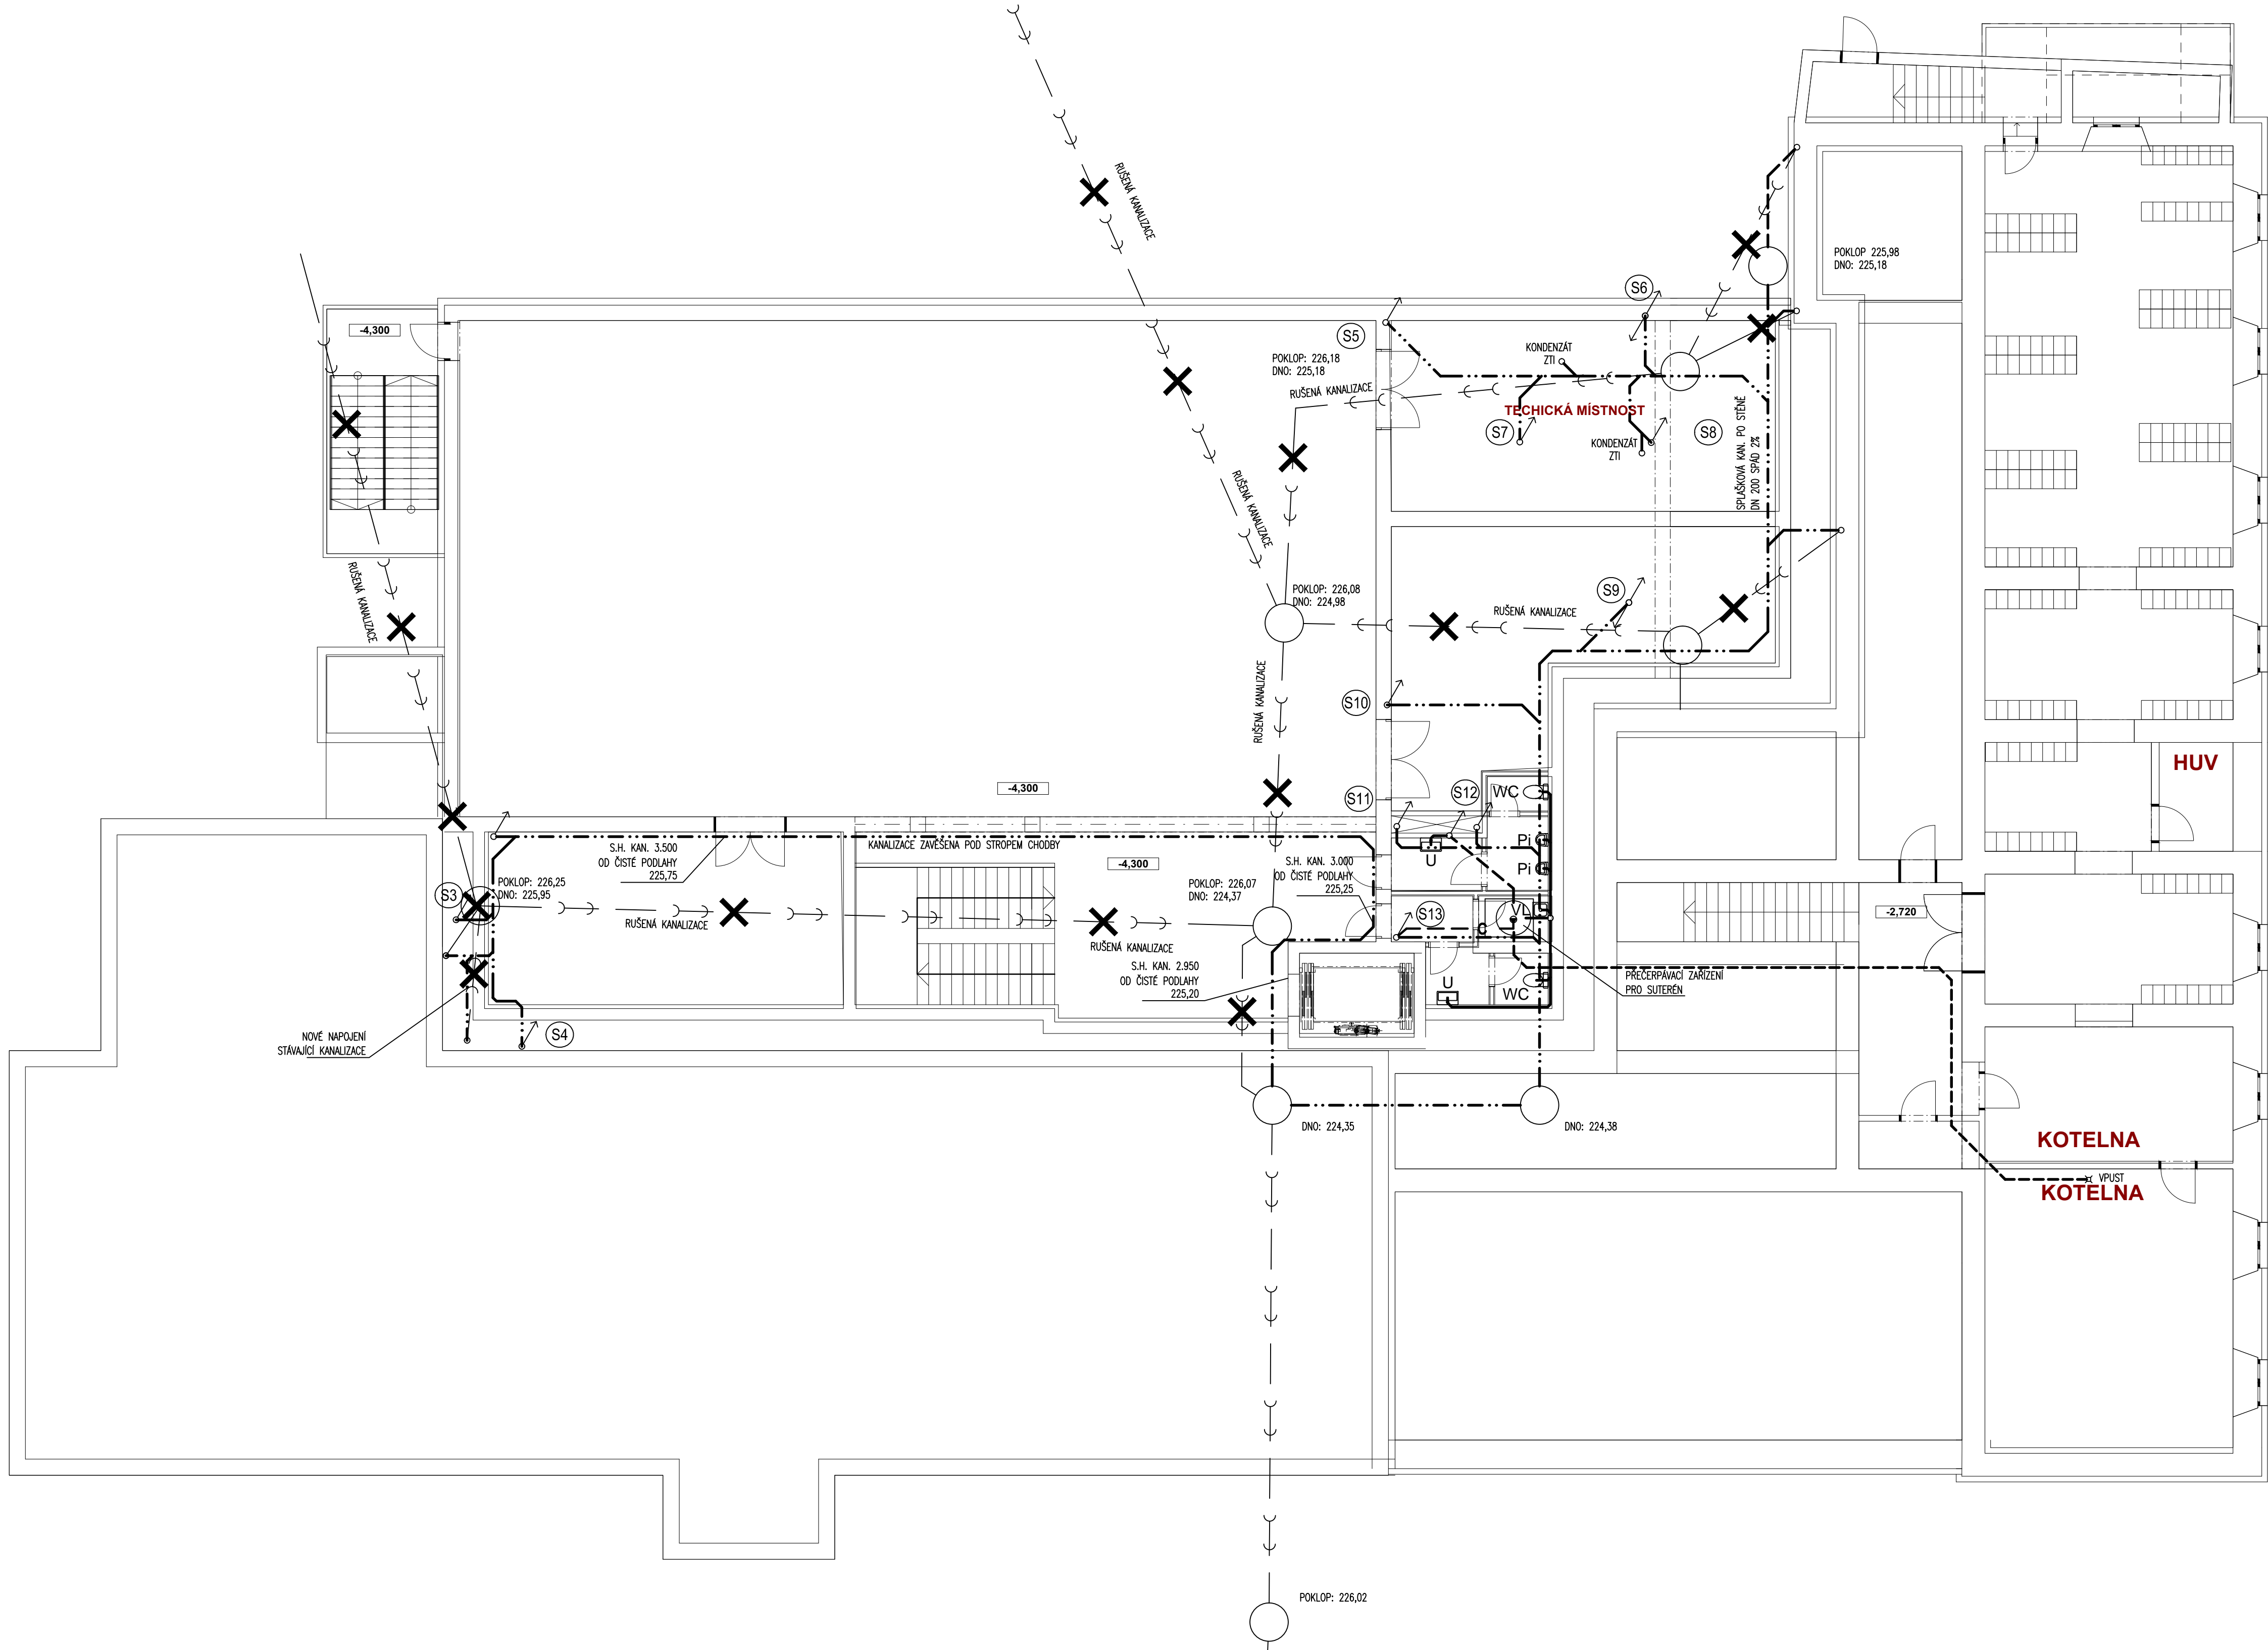 RUŠENÁ KANALIZACE
POKLOP 225,98
DNO: 225,18
S6
-4,300
S5
KONDENZÁT
ZTI
POKLOP: 226,18
DNO: 225,18
RUŠENÁ KANALIZACE
TECHICKÁ MÍSTNOST
S7
S8
KONDENZÁT
ZTI
SPLAŠKOVÁ KAN. PO STĚNĚ
DN 200 SPÁD 2%
RUŠENÁ KANALIZACE
RUŠENÁ KANALIZACE
POKLOP: 226,08
DNO: 224,98
S9
RUŠENÁ KANALIZACE
RUŠENÁ KANALIZACE
S10
HUV
-4,300
S11
S12
WC
KANALIZACE ZAVĚŠENA POD STROPEM CHODBY
Pi
S.H. KAN. 3.500
OD ČISTÉ PODLAHY
225,75
-4,300
S.H. KAN. 3.000
OD ČISTÉ PODLAHY
225,25
U
Pi
S3
POKLOP: 226,25
DNO: 225,95
POKLOP: 226,07
DNO: 224,37
S13
VL
-2,720
RUŠENÁ KANALIZACE
RUŠENÁ KANALIZACE
S.H. KAN. 2.950
OD ČISTÉ PODLAHY
225,20
U
WC
PŘEČERPÁVACÍ ZAŘÍZENÍ
PRO SUTERÉN
NOVÉ NAPOJENÍ
STÁVAJÍCÍ KANALIZACE
S4
DNO: 224,35
DNO: 224,38
KOTELNA
VPUST
KOTELNA
POKLOP: 226,02